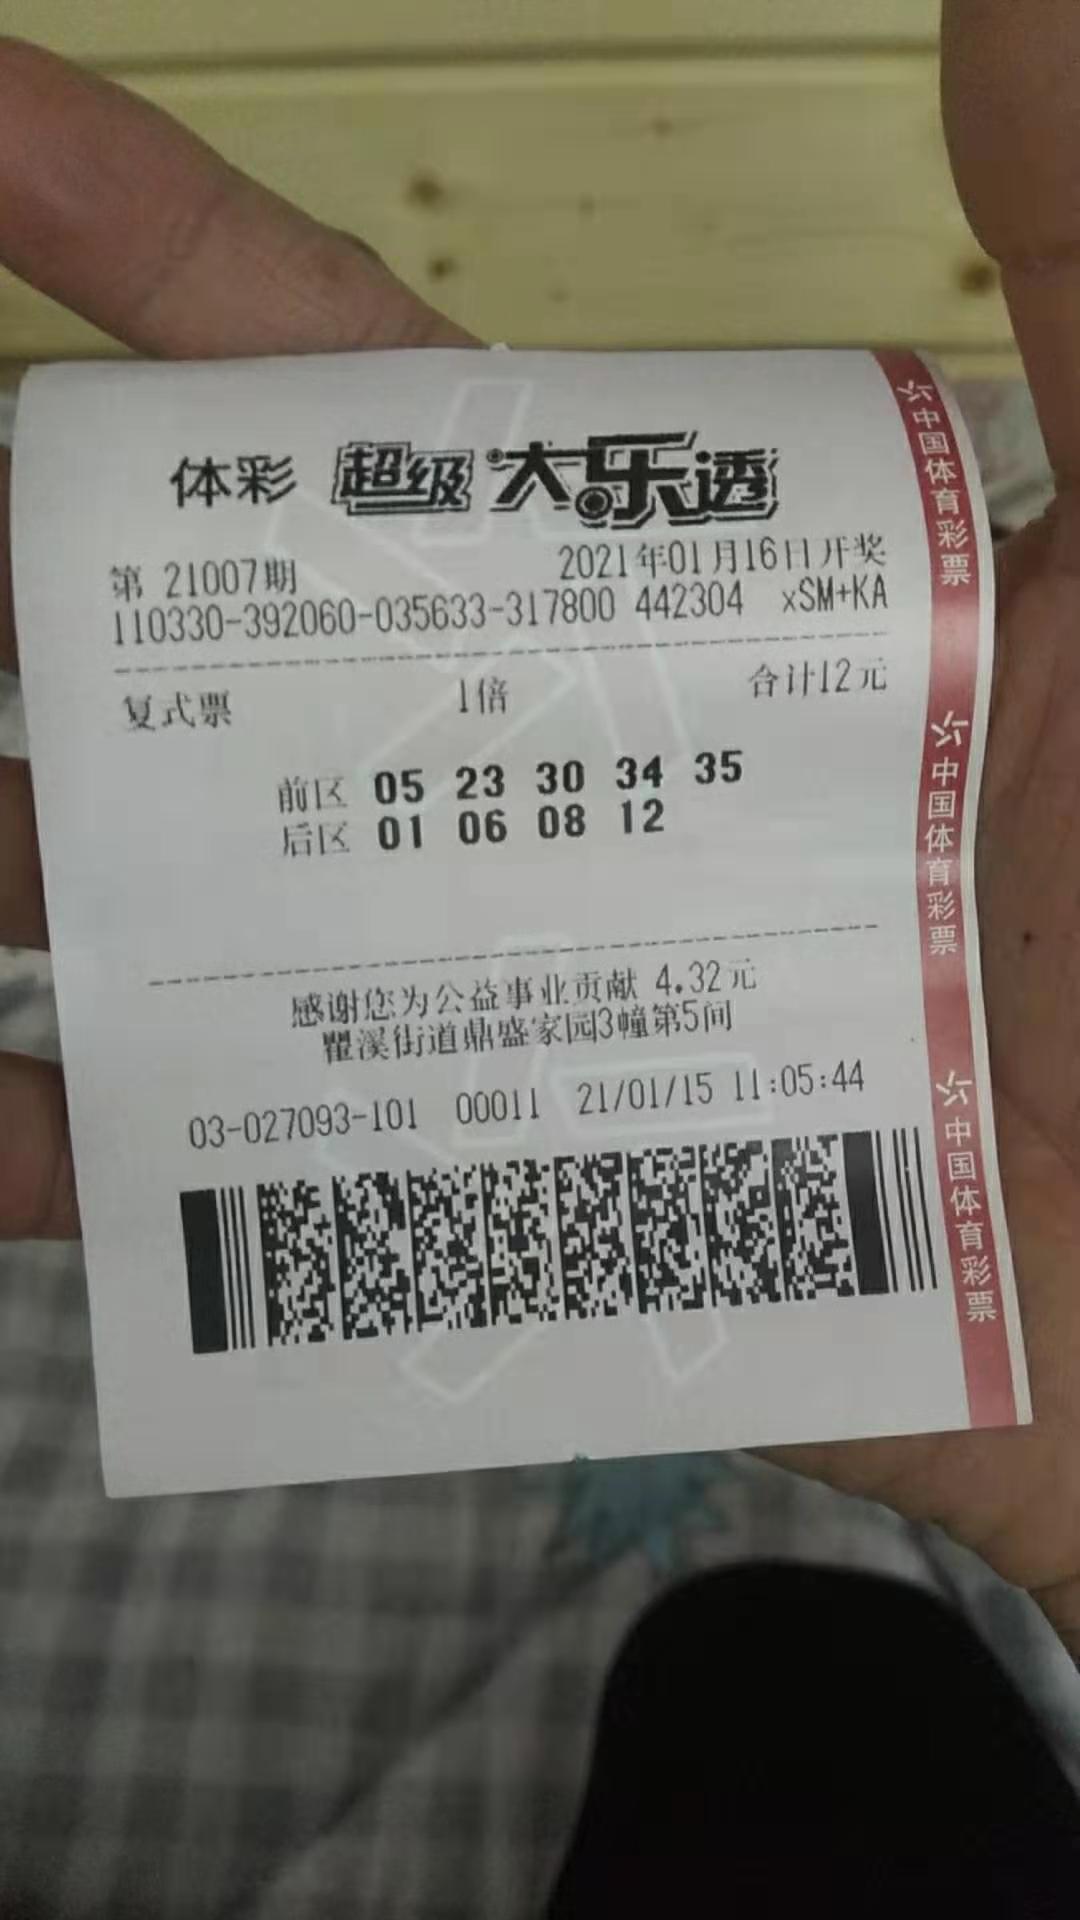 体彩 超级大乐透
第 21007期 2021年01月16日开奖
110330-392060-035633-317800 442304 xSM+KA
复式票 1倍 合计12元
前区 05 23 30 34 35
后区 01 06 08 12
感谢您为公益事业贡献 4.32元
瞿溪街道鼎盛家园3幢第5间
03-027093-101 00011 21/01/15 11:05:44
中国体育彩票
中国体育彩票
中国体育彩票